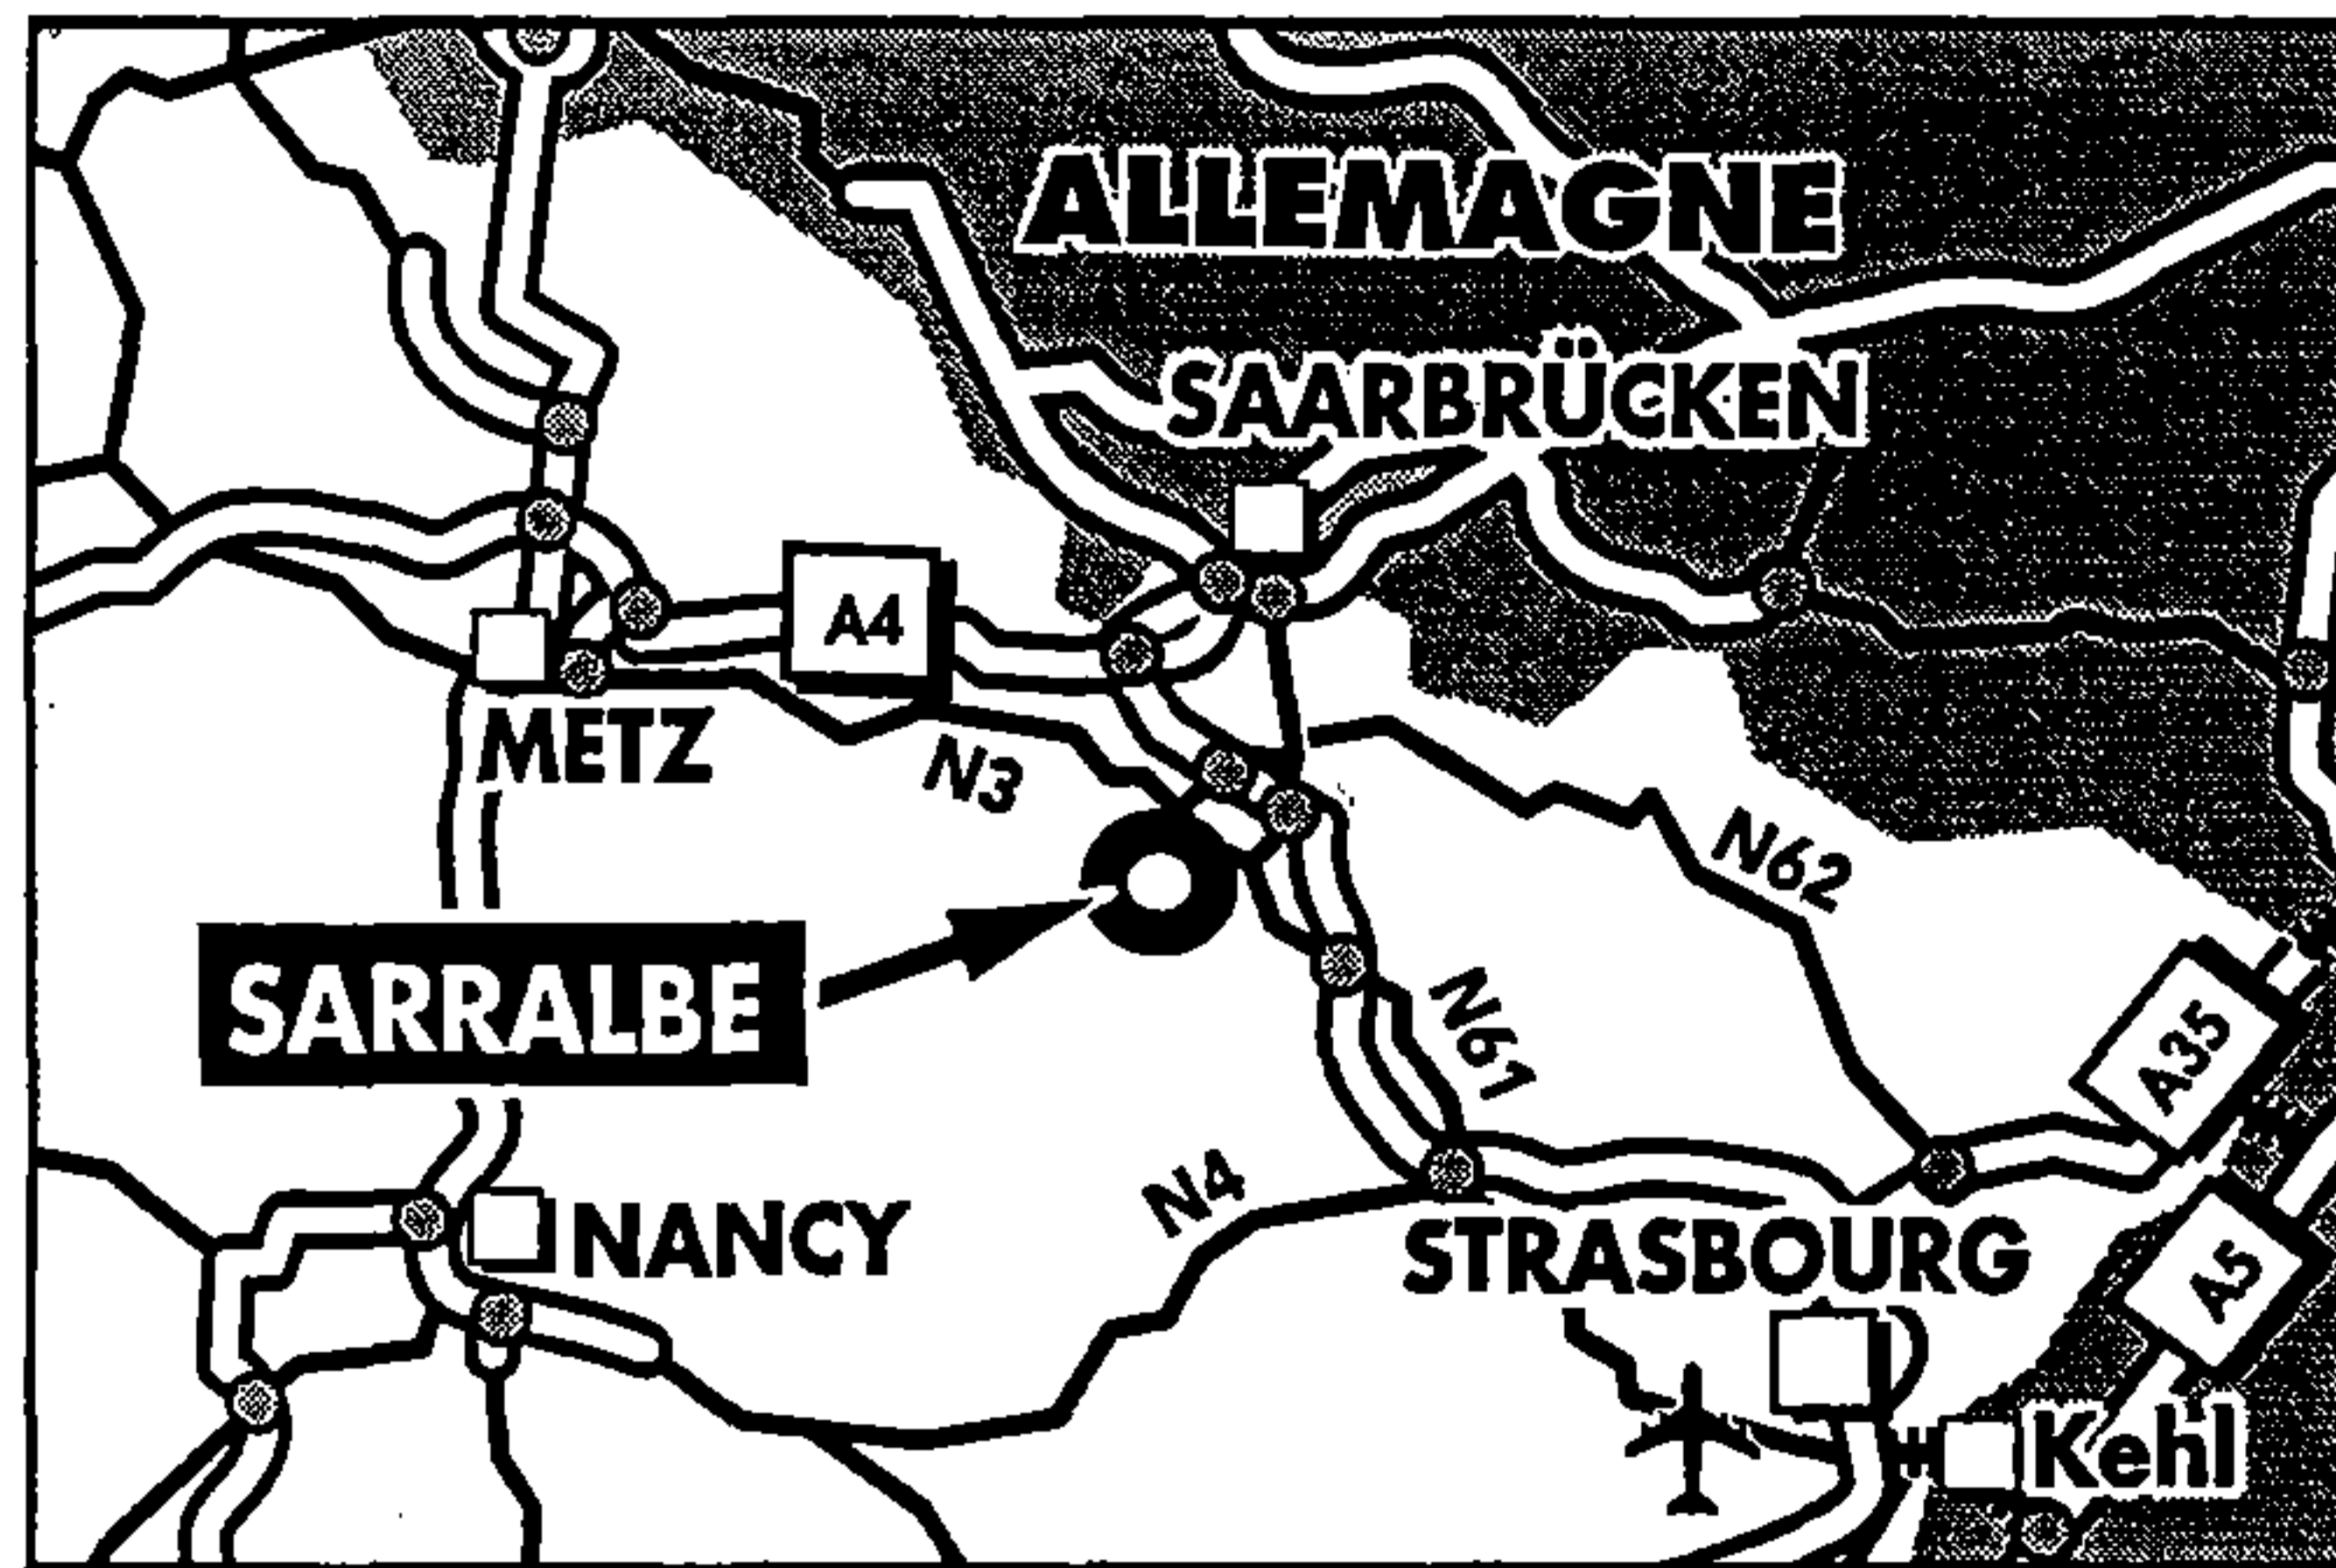 ALLEMAGNE
SAARBRÜCKEN
A4
METZ
N3
N62
SARRALBE
N61
A35
N4
NANCY
STRASBOURG
A5
Kehl